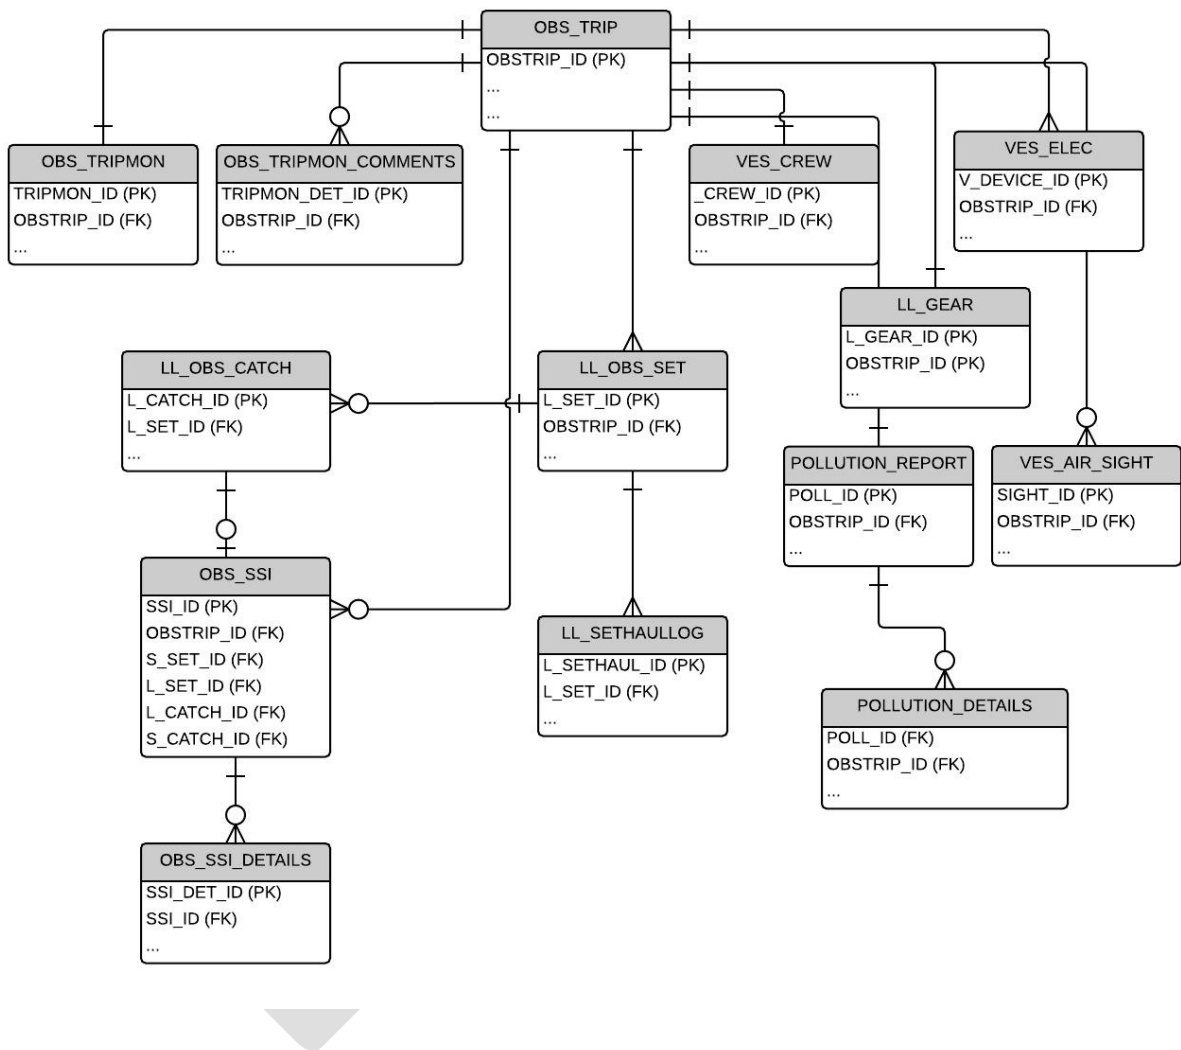 OBS_TRIP
OBSTRIP_ID (PK)
...
...
OBS_TRIPMON
TRIPMON_ID (PK)
OBSTRIP_ID (FK)
...
OBS_TRIPMON_COMMENTS
TRIPMON_DET_ID (PK)
OBSTRIP_ID (FK)
...
VES_CREW
_CREW_ID (PK)
OBSTRIP_ID (FK)
...
VES_ELEC
V_DEVICE_ID (PK)
OBSTRIP_ID (FK)
...
LL_GEAR
L_GEAR_ID (PK)
OBSTRIP_ID (PK)
...
LL_OBS_CATCH
L_CATCH_ID (PK)
L_SET_ID (FK)
...
LL_OBS_SET
L_SET_ID (PK)
OBSTRIP_ID (FK)
...
POLLUTION_REPORT
POLL_ID (PK)
OBSTRIP_ID (FK)
...
VES_AIR_SIGHT
SIGHT_ID (PK)
OBSTRIP_ID (FK)
...
OBS_SSI
SSI_ID (PK)
OBSTRIP_ID (FK)
S_SET_ID (FK)
L_SET_ID (FK)
L_CATCH_ID (FK)
S_CATCH_ID (FK)
LL_SETHAULLOG
L_SETHAUL_ID (PK)
L_SET_ID (FK)
...
POLLUTION_DETAILS
POLL_ID (FK)
OBSTRIP_ID (FK)
...
OBS_SSI_DETAILS
SSI_DET_ID (PK)
SSI_ID (FK)
...